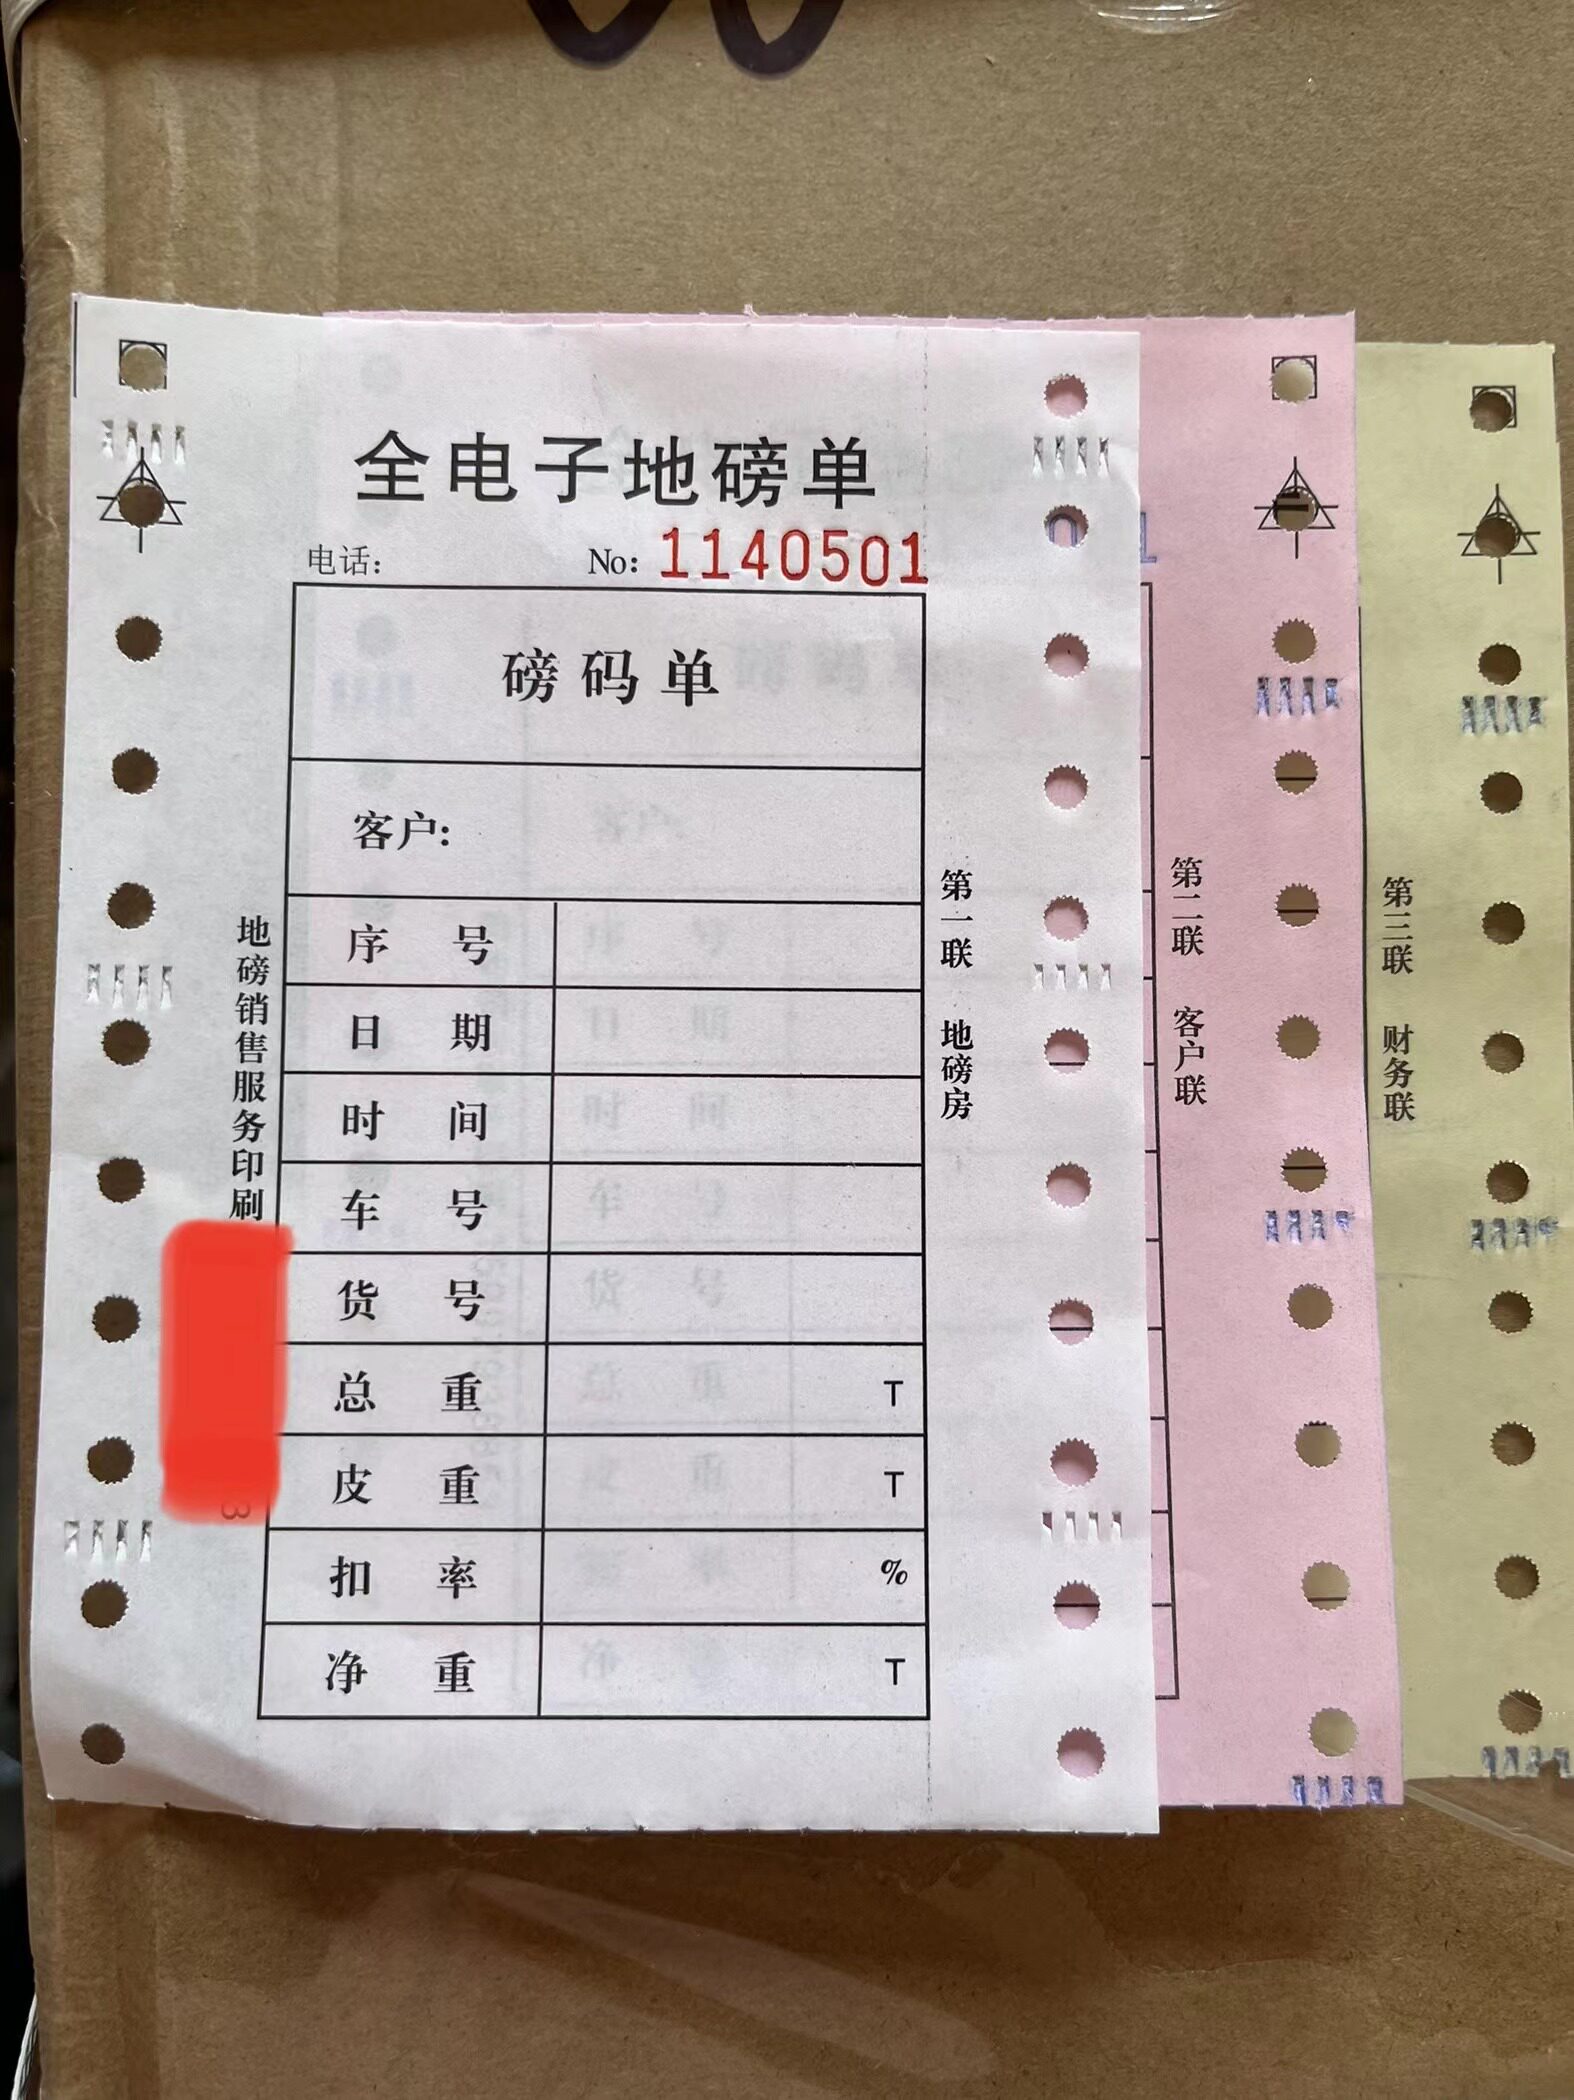 全电子地磅单
电话: No: 1140501
磅码单
客户:
序号
日期
时间
车号
货号
总重 T
皮重 T
扣率 %
净重 T
地磅销售服务印刷
第一联 地磅房
第二联 客户联
第三联 财务联